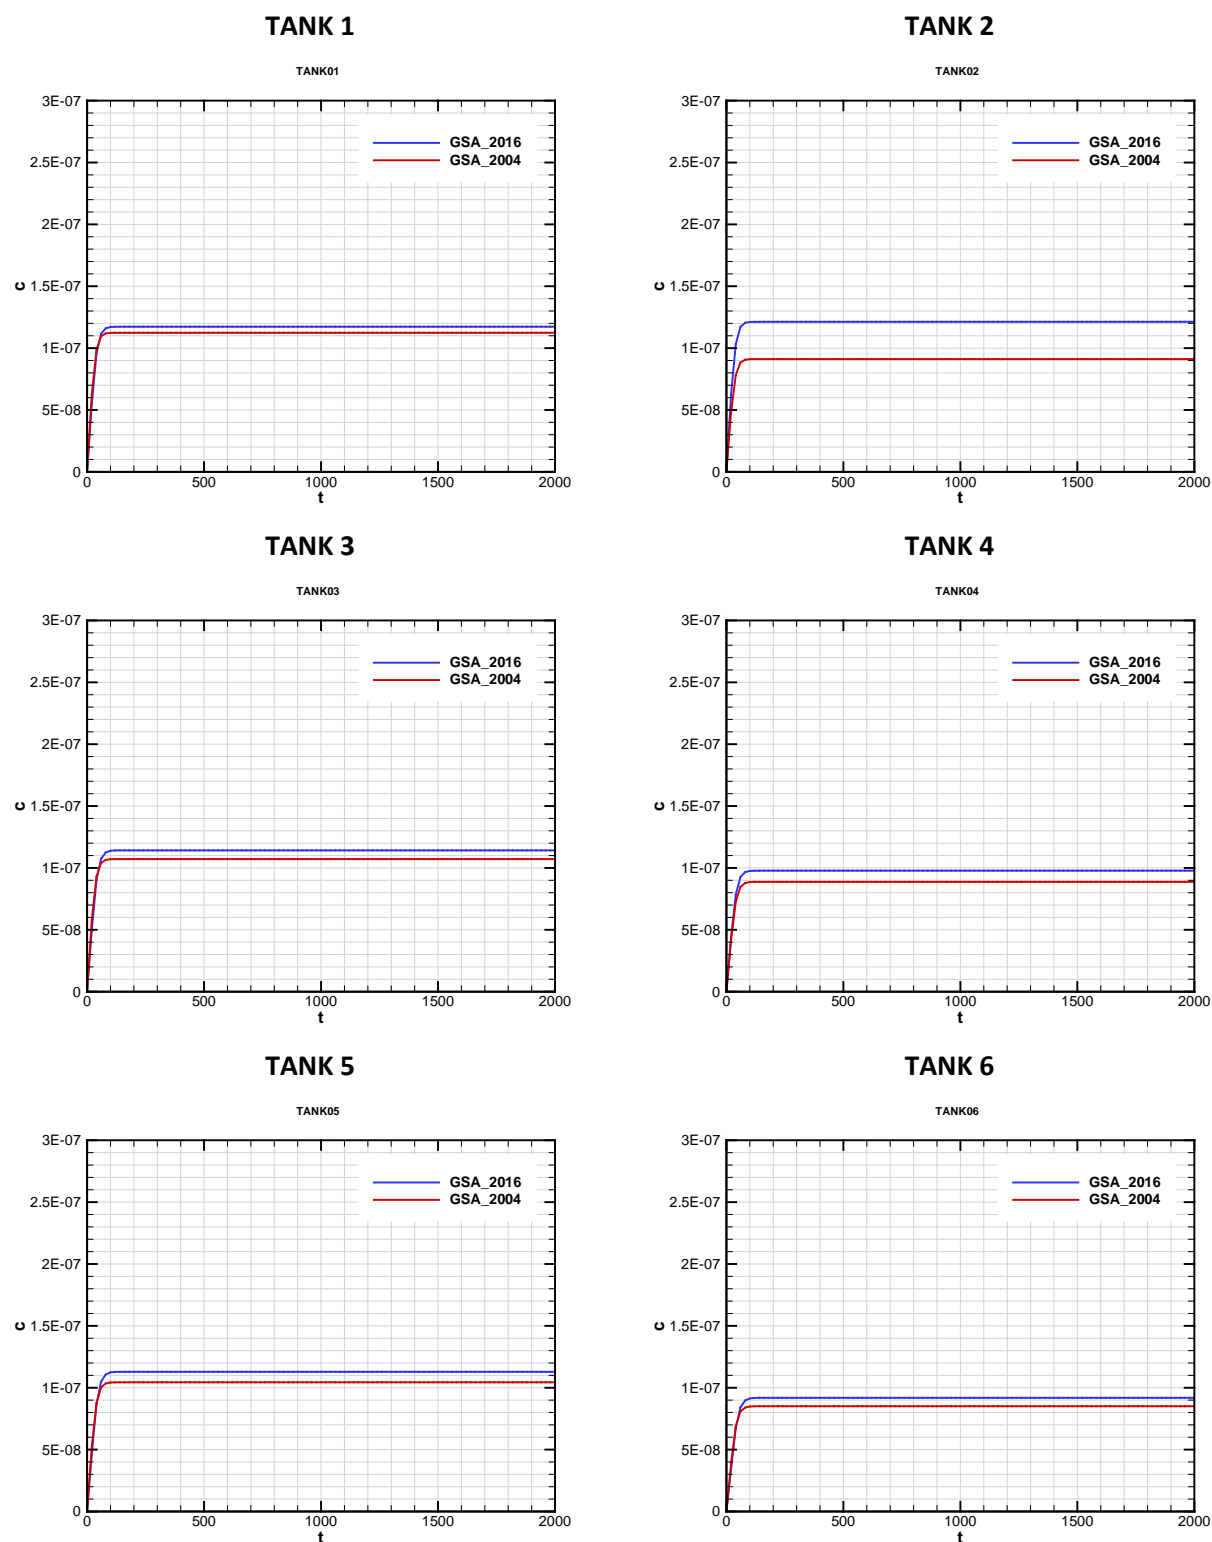 TANK 1
TANK01
3E-07
2.5E-07
2E-07
c 1.5E-07
1E-07
5E-08
0
0 500 1000 1500 2000
t
GSA_2016
GSA_2004
TANK 2
TANK02
3E-07
2.5E-07
2E-07
c 1.5E-07
1E-07
5E-08
0
0 500 1000 1500 2000
t
GSA_2016
GSA_2004
TANK 3
TANK03
3E-07
2.5E-07
2E-07
c 1.5E-07
1E-07
5E-08
0
0 500 1000 1500 2000
t
GSA_2016
GSA_2004
TANK 4
TANK04
3E-07
2.5E-07
2E-07
c 1.5E-07
1E-07
5E-08
0
0 500 1000 1500 2000
t
GSA_2016
GSA_2004
TANK 5
TANK05
3E-07
2.5E-07
2E-07
c 1.5E-07
1E-07
5E-08
0
0 500 1000 1500 2000
t
GSA_2016
GSA_2004
TANK 6
TANK06
3E-07
2.5E-07
2E-07
c 1.5E-07
1E-07
5E-08
0
0 500 1000 1500 2000
t
GSA_2016
GSA_2004